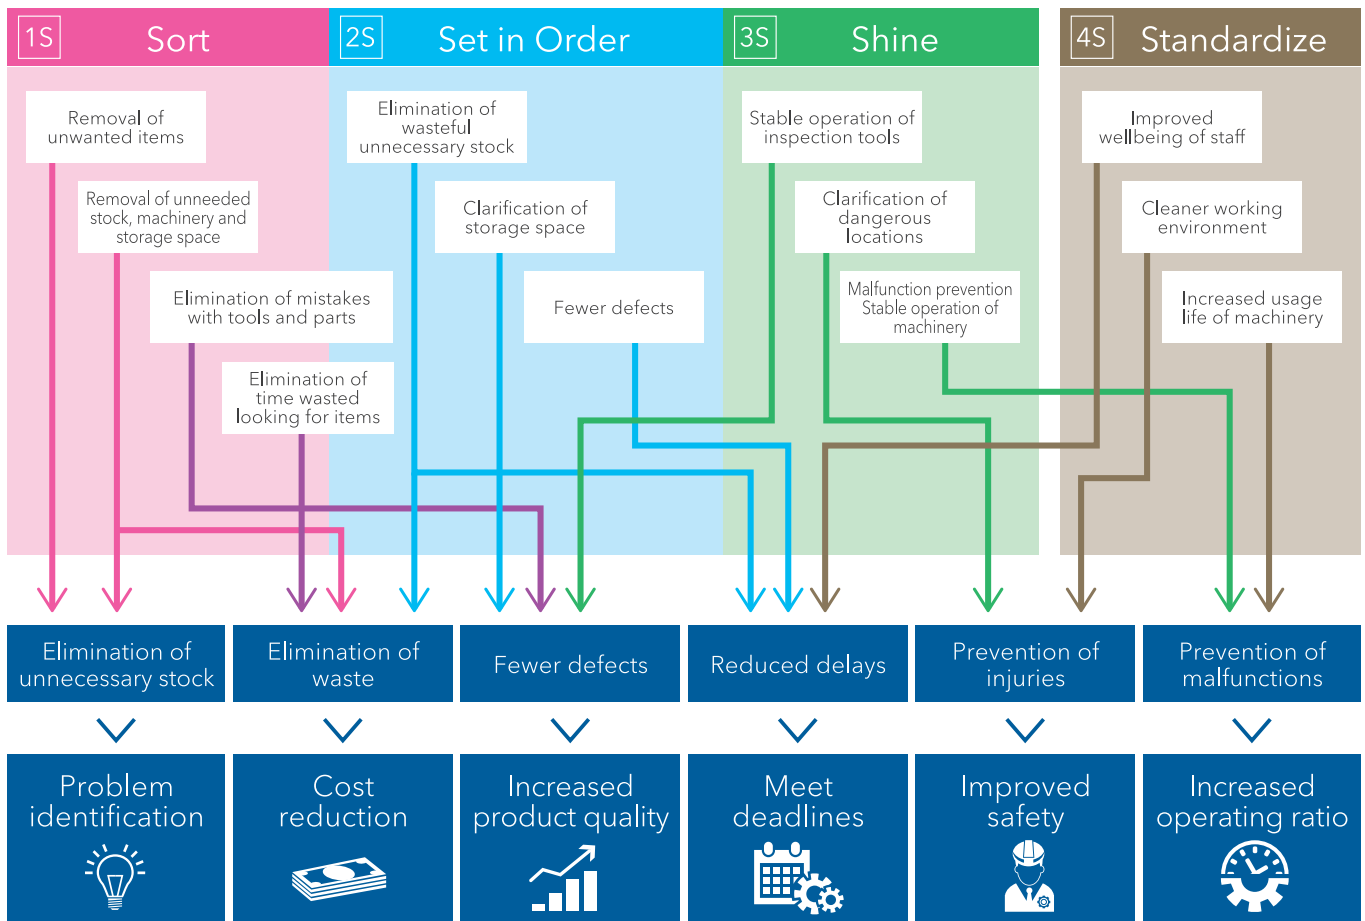 1S Sort
2S Set in Order
3S Shine
4S Standardize
Removal of
unwanted items
Removal of unneeded
stock, machinery and
storage space
Elimination of mistakes
with tools and parts
Elimination of
time wasted
looking for items
Elimination of
wasteful
unnecessary stock
Clarification of
storage space
Fewer defects
Stable operation of
inspection tools
Clarification of
dangerous
locations
Malfunction prevention
Stable operation of
machinery
Improved
wellbeing of staff
Cleaner working
environment
Increased usage
life of machinery
Elimination of
unnecessary stock
Elimination of
waste
Fewer defects
Reduced delays
Prevention of
injuries
Prevention of
malfunctions
Problem
identification
Cost
reduction
Increased
product quality
Meet
deadlines
Improved
safety
Increased
operating ratio